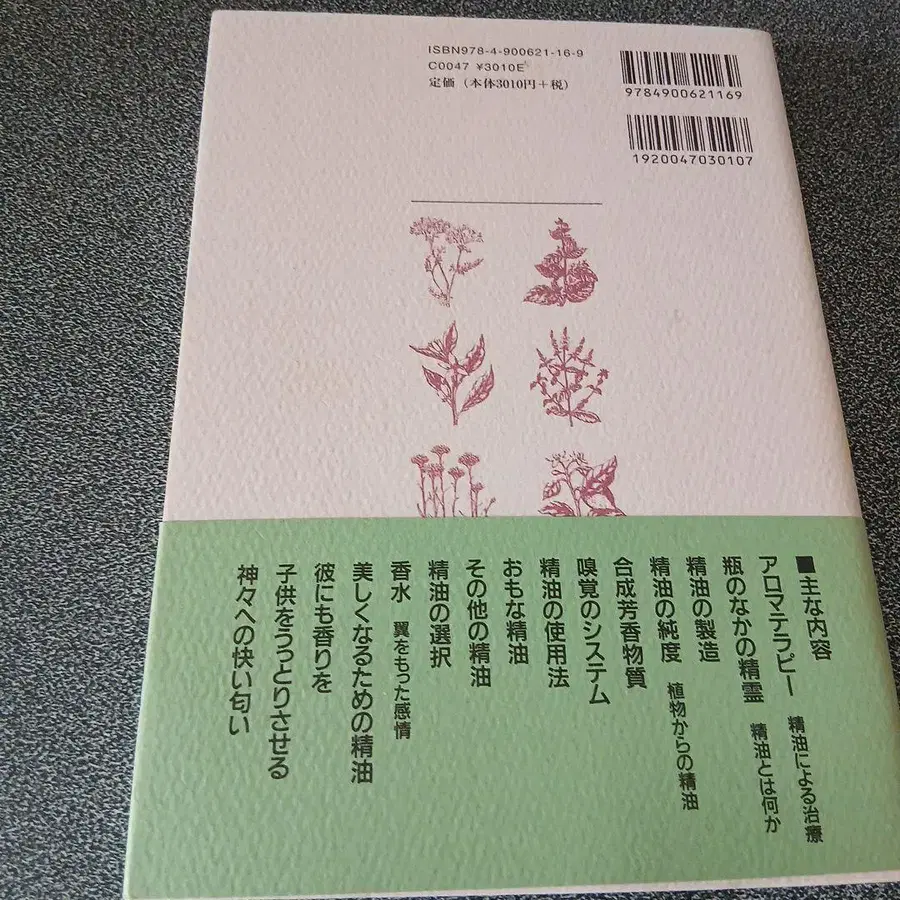 ISBN978-4-900621-16-9
C0047 ¥3010E
定価(本体3010円+税)
9784900621169
1920047030107
■主な内容
アロマテラピー 精油による治療
瓶のなかの精霊 精油とは何か
精油の製造
精油の純度 植物からの精油
合成芳香物質
嗅覚のシステム
精油の使用法
おもな精油
その他の精油
精油の選択
香水 翼をもった感情
美しくなるための精油
彼にも香りを
子供をうっとりさせる
神々への快い匂い